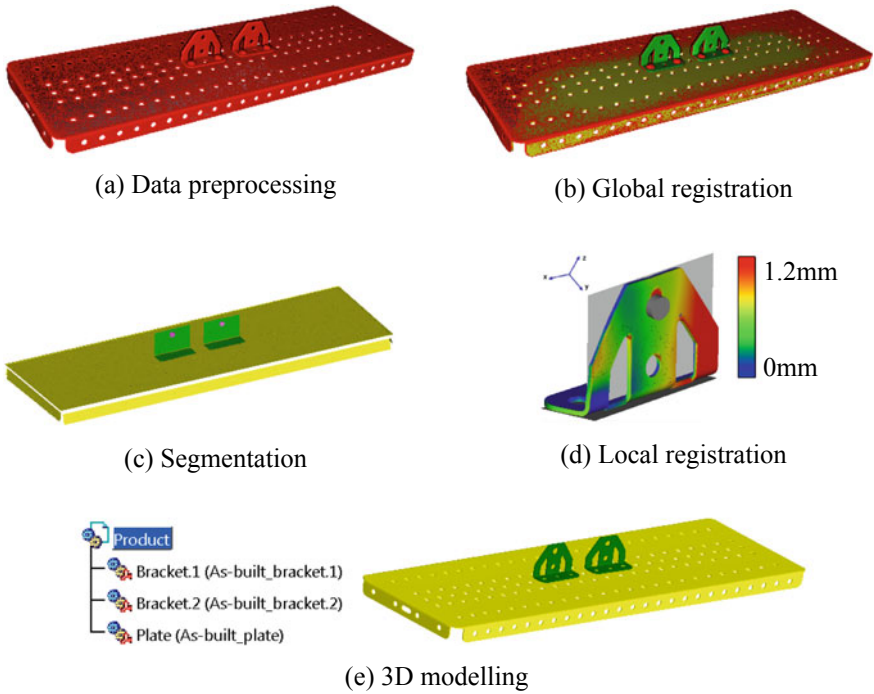 (a) Data preprocessing
(b) Global registration
z
x
y
1.2mm
0mm
(c) Segmentation
(d) Local registration
Product
Bracket.1 (As-built_bracket.1)
Bracket.2 (As-built_bracket.2)
Plate (As-built_plate)
(e) 3D modelling